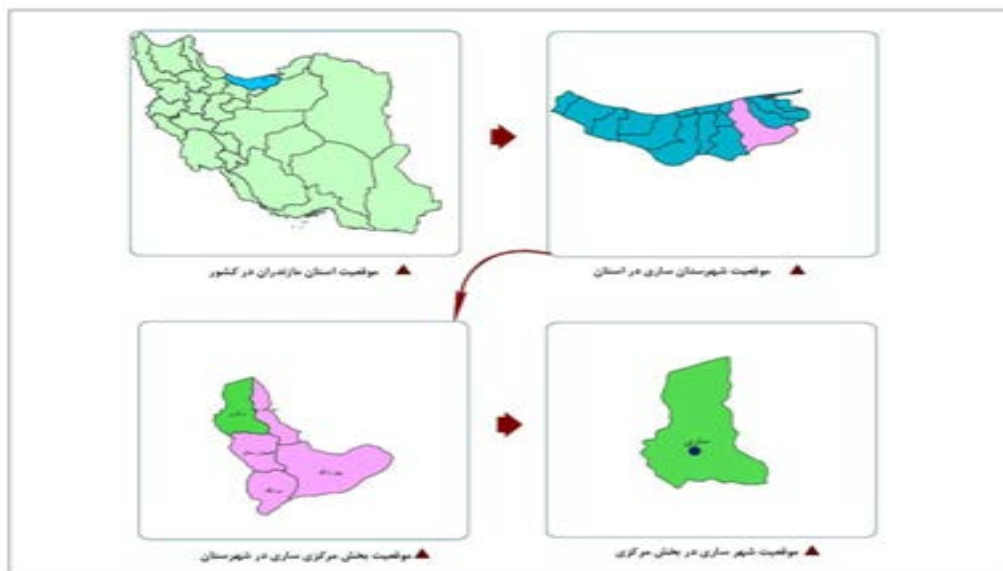 موقعیت استان مازندران در کشور
موقعیت شهرستان ساری در استان
موقعیت بخش مرکزی ساری در شهرستان
ساری
موقعیت شهر ساری در بخش مرکزی